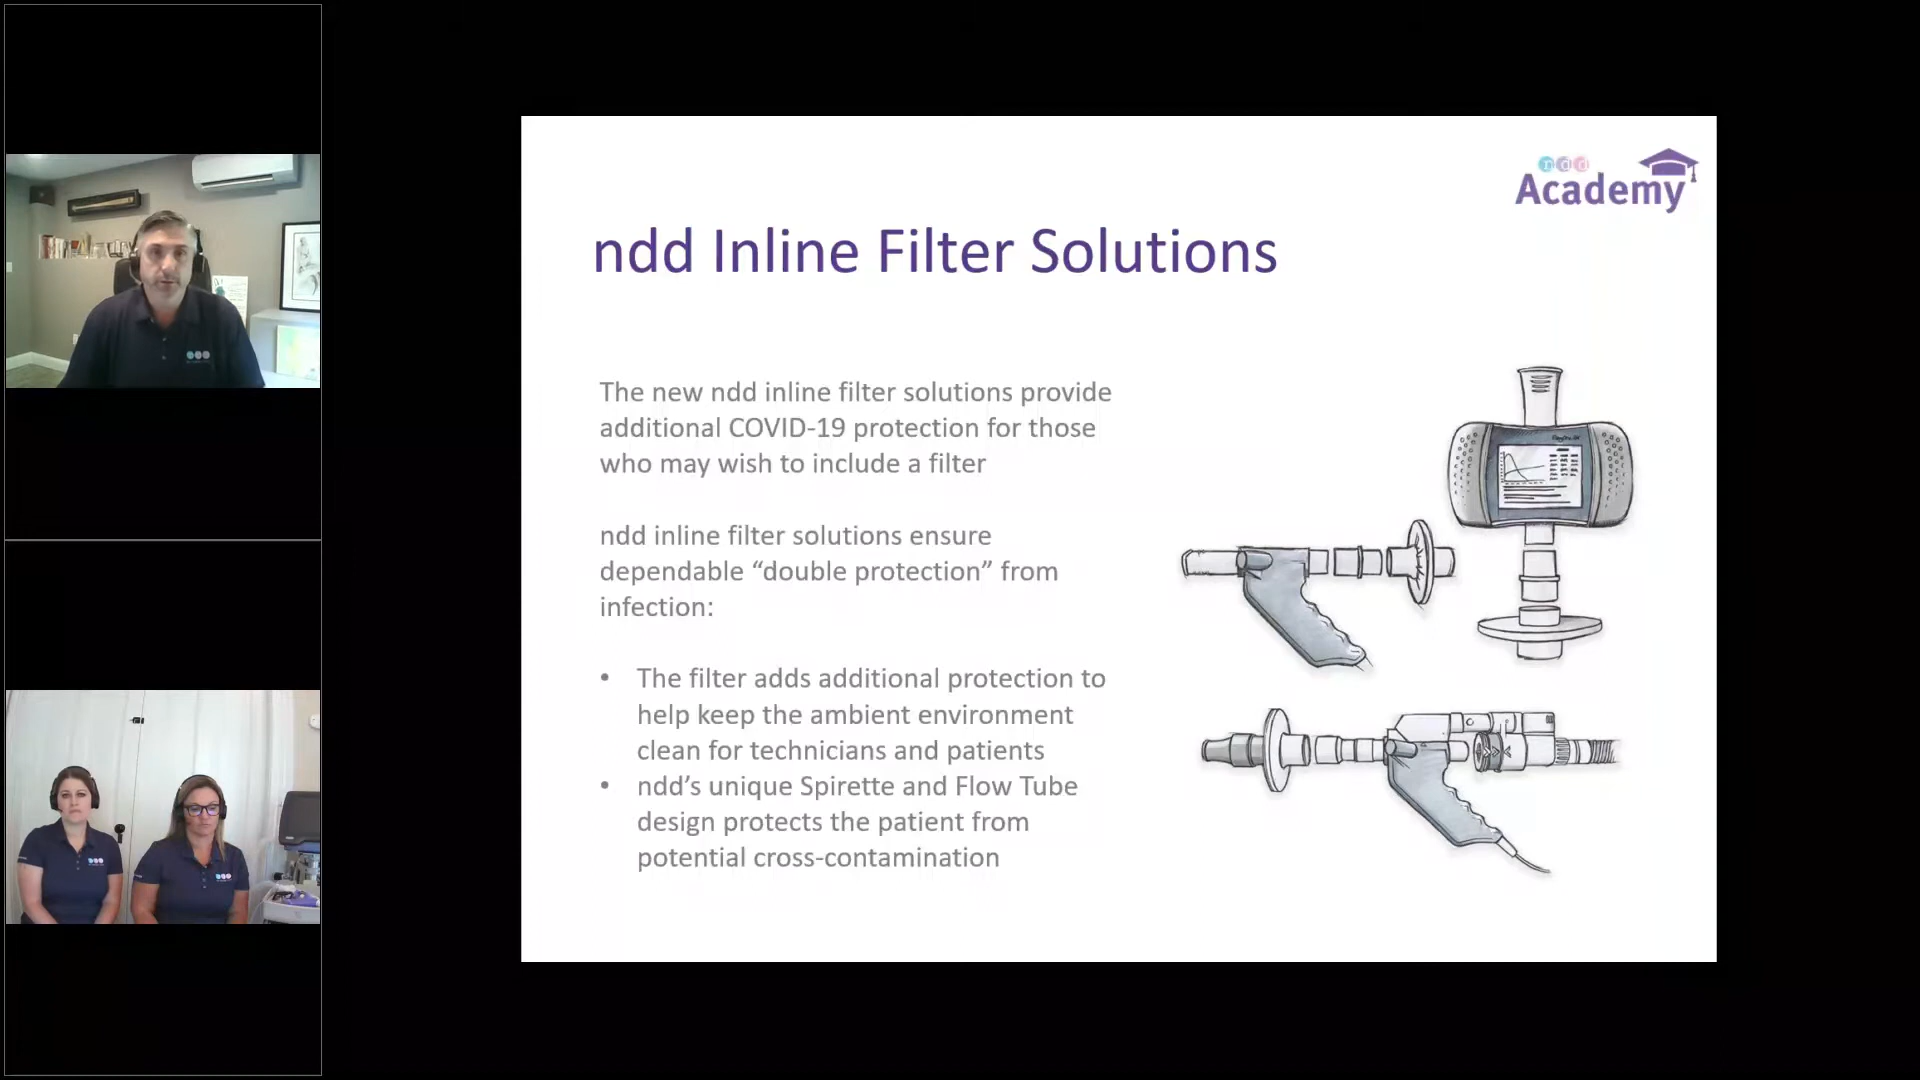 ndd
Academy
ndd Inline Filter Solutions
The new ndd inline filter solutions provide
additional COVID-19 protection for those
who may wish to include a filter
ndd inline filter solutions ensure
dependable “double protection” from
infection:
• The filter adds additional protection to
help keep the ambient environment
clean for technicians and patients
• ndd’s unique Spirette and Flow Tube
design protects the patient from
potential cross-contamination